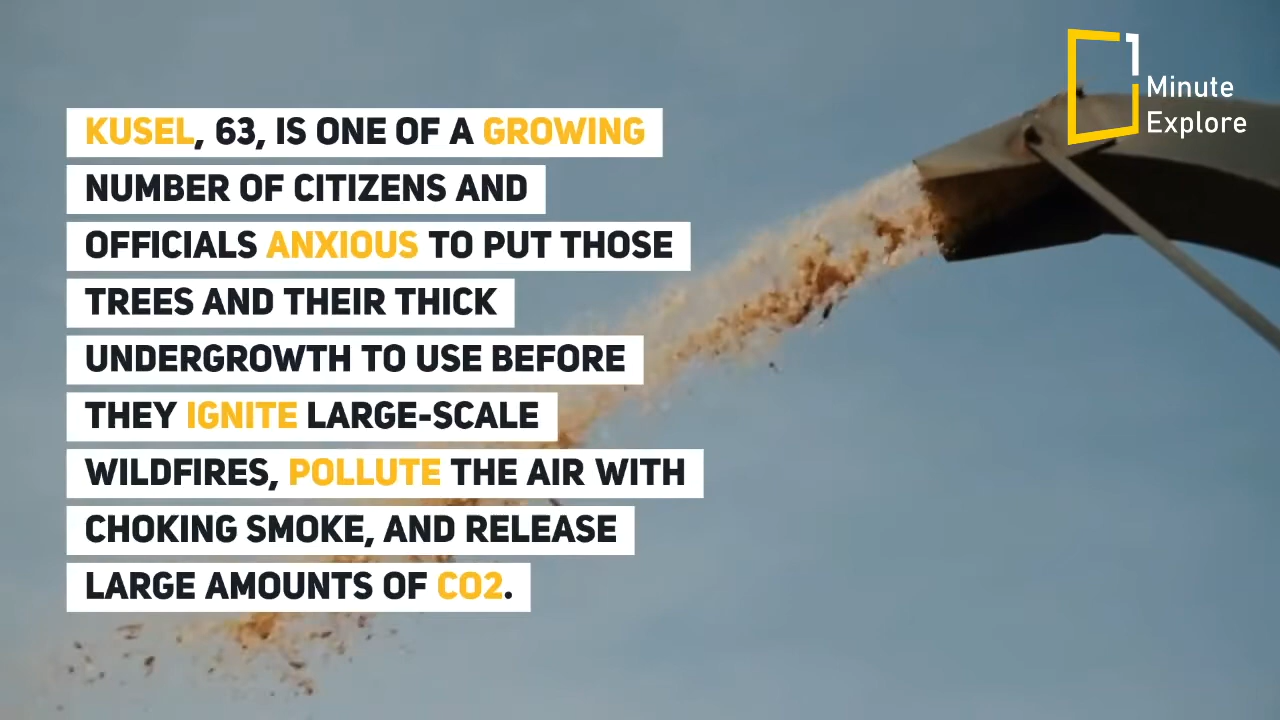 Minute
Explore
KUSEL, 63, IS ONE OF A GROWING
NUMBER OF CITIZENS AND
OFFICIALS ANXIOUS TO PUT THOSE
TREES AND THEIR THICK
UNDERGROWTH TO USE BEFORE
THEY IGNITE LARGE-SCALE
WILDFIRES, POLLUTE THE AIR WITH
CHOKING SMOKE, AND RELEASE
LARGE AMOUNTS OF CO2.